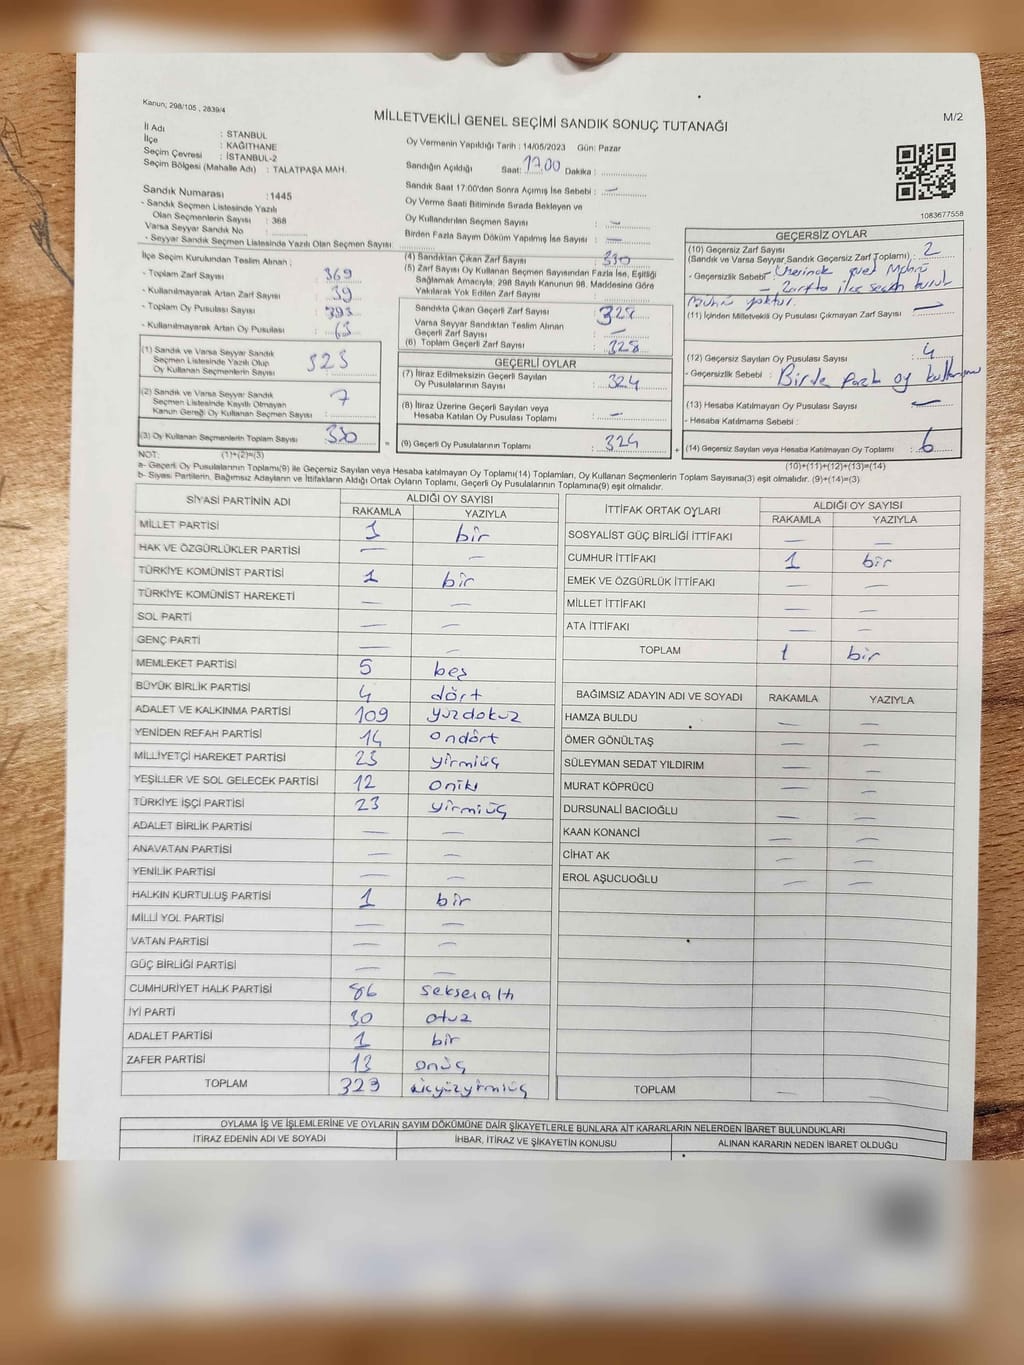 Kanun; 298/105 , 2839/4
MİLLETVEKİLİ GENEL SEÇİMİ SANDIK SONUÇ TUTANAĞI
M/2
İl Adı : STANBUL
İlçe : KAĞITHANE
Seçim Çevresi : İSTANBUL-2
Seçim Bölgesi (Mahalle Adı) : TALATPAŞA MAH.
Sandık Numarası : 1445
- Sandık Seçmen Listesinde Yazılı
Olan Seçmenlerin Sayısı : 368
Varsa Seyyar Sandık No :
- Seyyar Sandık Seçmen Listesinde Yazılı Olan Seçmen Sayısı:
Oy Vermenin Yapıldığı Tarih : 14/05/2023 Gün: Pazar
Sandığın Açıldığı Saat: 17.00 Dakika :
Sandık Saat 17:00'den Sonra Açımış İse Sebebi : —
Oy Verme Saati Bitiminde Sırada Bekleyen ve
Oy Kullandırılan Seçmen Sayısı : —
Birden Fazla Sayım Döküm Yapılmış İse Sayısı : —
1083677558
İlçe Seçim Kurulundan Teslim Alınan ;
- Toplam Zarf Sayısı : 369
- Kullanılmayarak Artan Zarf Sayısı : 39
- Toplam Oy Pusulası Sayısı : 393
- Kullanılmayarak Artan Oy Pusulası : 63
(1) Sandık ve Varsa Seyyar Sandık
Seçmen Listesinde Yazılı Olup
Oy Kullanan Seçmenlerin Sayısı : 323
(2) Sandık ve Varsa Seyyar Sandık
Seçmen Listesinde Kayıtlı Olmayan
Kanun Gereği Oy Kullanan Seçmen Sayısı : 7
(3) Oy Kullanan Seçmenlerin Toplam Sayısı : 330
(4) Sandıktan Çıkan Zarf Sayısı : 330
(5) Zarf Sayısı Oy Kullanan Seçmen Sayısından Fazla İse, Eşitliği
Sağlamak Amacıyla, 298 Sayılı Kanunun 98. Maddesine Göre
Yakılarak Yok Edilen Zarf Sayısı :
Sandıkta Çıkan Geçerli Zarf Sayısı : 328
Varsa Seyyar Sandıktan Teslim Alınan
Geçerli Zarf Sayısı : —
(6) Toplam Geçerli Zarf Sayısı : 328
GEÇERLİ OYLAR
(7) İtiraz Edilmeksizin Geçerli Sayılan
Oy Pusulalarının Sayısı : 324
(8) İtiraz Üzerine Geçerli Sayılan veya
Hesaba Katılan Oy Pusulası Toplamı : —
= (9) Geçerli Oy Pusulalarının Toplamı : 324
GEÇERSİZ OYLAR
(10) Geçersiz Zarf Sayısı : 2
(Sandık ve Varsa Seyyar Sandık Geçersiz Zarf Toplamı)
- Geçersizlik Sebebi : Üzerinde Mührü
- Zarfta ilçe seçim kurul
mührü yoktur.
(11) İçinden Milletvekili Oy Pusulası Çıkmayan Zarf Sayısı : —
(12) Geçersiz Sayılan Oy Pusulası Sayısı : 4
- Geçersizlik Sebebi : Birden fazla oy
(13) Hesaba Katılmayan Oy Pusulası Sayısı : —
- Hesaba Katılmama Sebebi :
+ (14) Geçersiz Sayılan veya Hesaba Katılmayan Oy Toplamı : 6
NOT: (1)+(2)=(3)
(10)+(11)+(12)+(13)=(14)
a- Geçerli Oy Pusulalarının Toplamı(9) ile Geçersiz Sayılan veya Hesaba katılmayan Oy Toplamı(14) Toplamları, Oy Kullanan Seçmenlerin Toplam Sayısına(3) eşit olmalıdır. (9)+(14)=(3)
b- Siyasi Partilerin, Bağımsız Adayların ve İttifakların Aldığı Ortak Oyların Toplamı, Geçerli Oy Pusulalarının Toplamına(9) eşit olmalıdır.
SİYASİ PARTİNİN ADI ALDIĞI OY SAYISI
RAKAMLA YAZIYLA
MİLLET PARTİSİ 1 bir
HAK VE ÖZGÜRLÜKLER PARTİSİ — —
TÜRKİYE KOMÜNİST PARTİSİ 1 bir
TÜRKİYE KOMÜNİST HAREKETİ — —
SOL PARTİ — —
GENÇ PARTİ — —
MEMLEKET PARTİSİ 5 beş
BÜYÜK BİRLİK PARTİSİ 4 dört
ADALET VE KALKINMA PARTİSİ 109 yüzdokuz
YENİDEN REFAH PARTİSİ 14 ondört
MİLLİYETÇİ HAREKET PARTİSİ 23 yirmiüç
YEŞİLLER VE SOL GELECEK PARTİSİ 12 oniki
TÜRKİYE İŞÇİ PARTİSİ 23 yirmiüç
ADALET BİRLİK PARTİSİ — —
ANAVATAN PARTİSİ — —
YENİLİK PARTİSİ — —
HALKIN KURTULUŞ PARTİSİ 1 bir
MİLLİ YOL PARTİSİ — —
VATAN PARTİSİ — —
GÜÇ BİRLİĞİ PARTİSİ — —
CUMHURİYET HALK PARTİSİ 86 seksenaltı
İYİ PARTİ 30 otuz
ADALET PARTİSİ 1 bir
ZAFER PARTİSİ 13 onüç
TOPLAM 323 üçyüzyirmiüç
İTTİFAK ORTAK OYLARI ALDIĞI OY SAYISI
RAKAMLA YAZIYLA
SOSYALİST GÜÇ BİRLİĞİ İTTİFAKI — —
CUMHUR İTTİFAKI 1 bir
EMEK VE ÖZGÜRLÜK İTTİFAKI — —
MİLLET İTTİFAKI — —
ATA İTTİFAKI — —
TOPLAM 1 bir
BAĞIMSIZ ADAYIN ADI VE SOYADI RAKAMLA YAZIYLA
HAMZA BULDU — —
ÖMER GÖNÜLTAŞ — —
SÜLEYMAN SEDAT YILDIRIM — —
MURAT KÖPRÜCÜ — —
DURSUNALİ BACIOĞLU — —
KAAN KONANCİ — —
CİHAT AK — —
EROL AŞUCUOĞLU — —
TOPLAM — —
OYLAMA İŞ VE İŞLEMLERİNE VE OYLARIN SAYIM DÖKÜMÜNE DAİR ŞİKAYETLERLE BUNLARA AİT KARARLARIN NELERDEN İBARET BULUNDUKLARI
İTİRAZ EDENİN ADI VE SOYADI İHBAR, İTİRAZ VE ŞİKAYETİN KONUSU ALINAN KARARIN NEDEN İBARET OLDUĞU